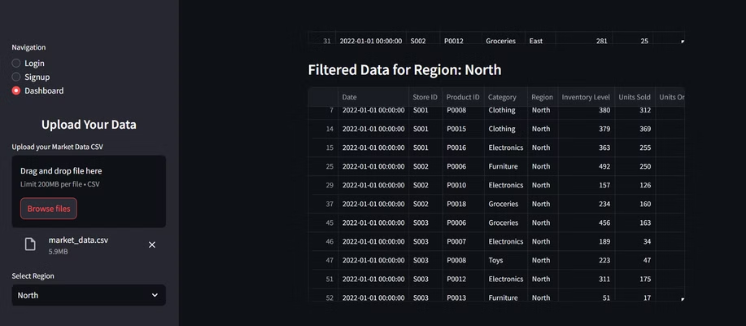 Navigation
Login
Signup
Dashboard
Upload Your Data
Upload your Market Data CSV
Drag and drop file here
Limit 200MB per file • CSV
Browse files
market_data.csv
5.9MB
Select Region
North
31 2022-01-01 00:00:00 S002 P0012 Groceries East 281 25
Filtered Data for Region: North
Date Store ID Product ID Category Region Inventory Level Units Sold Units Or
7 2022-01-01 00:00:00 S001 P0008 Clothing North 380 312
14 2022-01-01 00:00:00 S001 P0015 Clothing North 379 369
15 2022-01-01 00:00:00 S001 P0016 Electronics North 363 255
25 2022-01-01 00:00:00 S002 P0006 Furniture North 492 250
29 2022-01-01 00:00:00 S002 P0010 Electronics North 157 126
37 2022-01-01 00:00:00 S002 P0018 Groceries North 234 160
45 2022-01-01 00:00:00 S003 P0006 Groceries North 456 163
46 2022-01-01 00:00:00 S003 P0007 Electronics North 189 34
47 2022-01-01 00:00:00 S003 P0008 Toys North 223 47
51 2022-01-01 00:00:00 S003 P0012 Electronics North 311 175
52 2022-01-01 00:00:00 S003 P0013 Furniture North 51 17